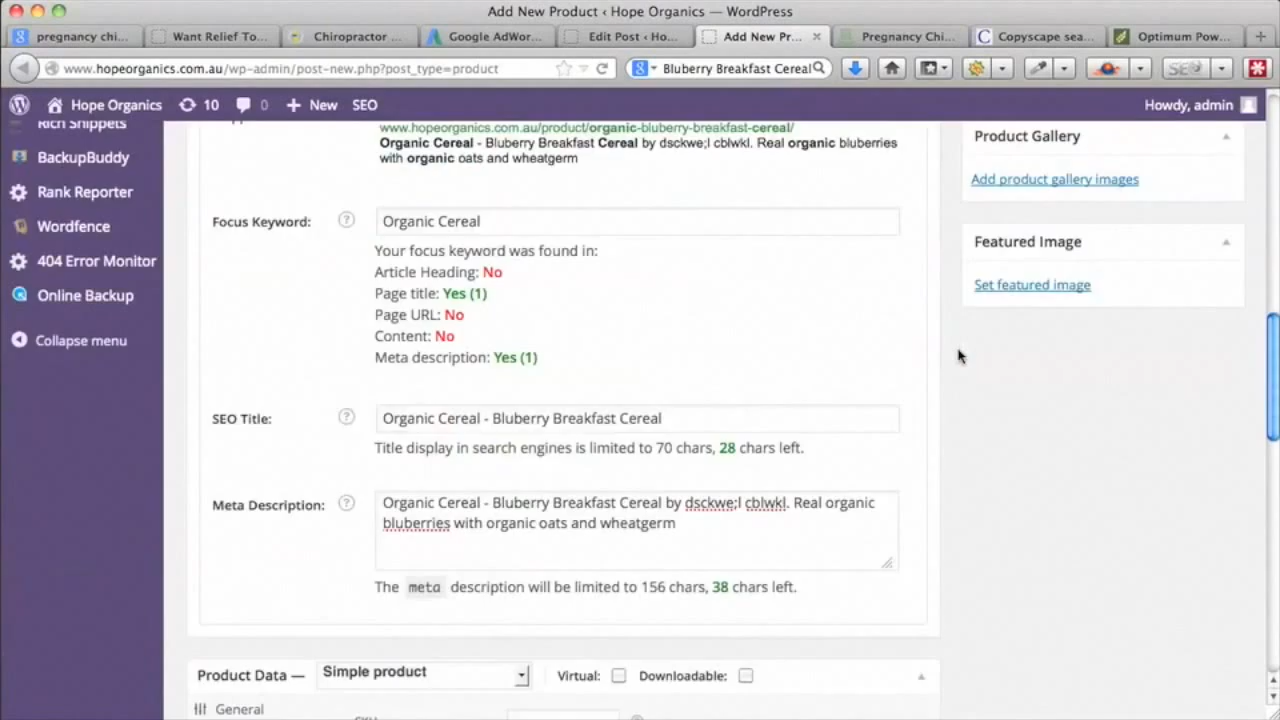 Add New Product ‹ Hope Organics — WordPress
pregnancy chi...
Want Relief To...
Chiropractor ...
Google AdWor...
Edit Post ‹ Ho...
Add New Pr...
Pregnancy Chi...
Copyscape sea...
Optimum Pow...
www.hopeorganics.com.au/wp-admin/post-new.php?post_type=product
Bluberry Breakfast Cereal
SEO
Hope Organics
10
0
New
SEO
Howdy, admin
Rich Snippets
BackupBuddy
Rank Reporter
Wordfence
404 Error Monitor
Online Backup
Collapse menu
www.hopeorganics.com.au/product/organic-bluberry-breakfast-cereal/
Organic Cereal - Bluberry Breakfast Cereal by dsckwe;l cblwkl. Real organic bluberries
with organic oats and wheatgerm
Focus Keyword:
Organic Cereal
Your focus keyword was found in:
Article Heading: No
Page title: Yes (1)
Page URL: No
Content: No
Meta description: Yes (1)
SEO Title:
Organic Cereal - Bluberry Breakfast Cereal
Title display in search engines is limited to 70 chars, 28 chars left.
Meta Description:
Organic Cereal - Bluberry Breakfast Cereal by dsckwe;l cblwkl. Real organic
bluberries with organic oats and wheatgerm
The meta description will be limited to 156 chars, 38 chars left.
Product Data —
Simple product
Virtual:
Downloadable:
General
Product Gallery
Add product gallery images
Featured Image
Set featured image